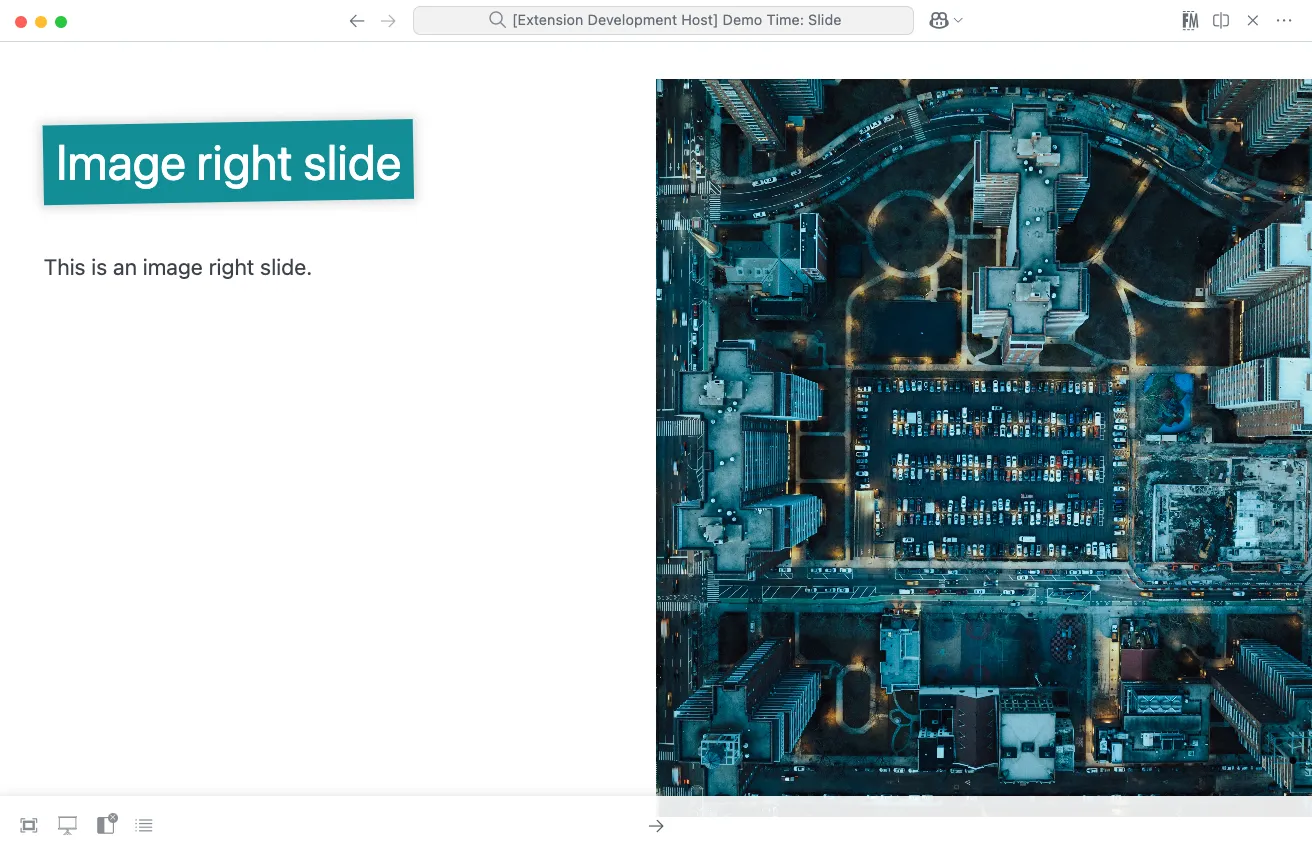 [Extension Development Host] Demo Time: Slide
FM
Image right slide
This is an image right slide.